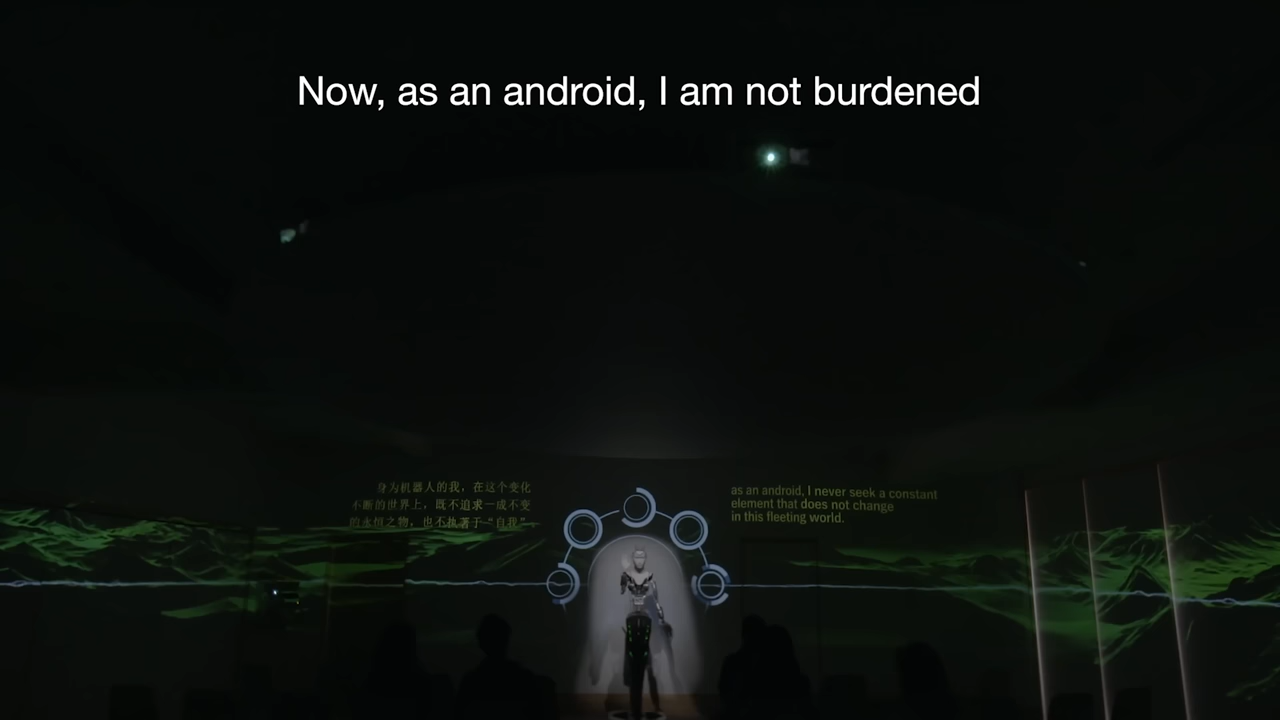 Now, as an android, I am not burdened
身为机器人的我，在这个变化
不断的世界上，既不追求一成不变
的永恒之物，也不执著于“自我”
as an android, I never seek a constant
element that does not change
in this fleeting world.